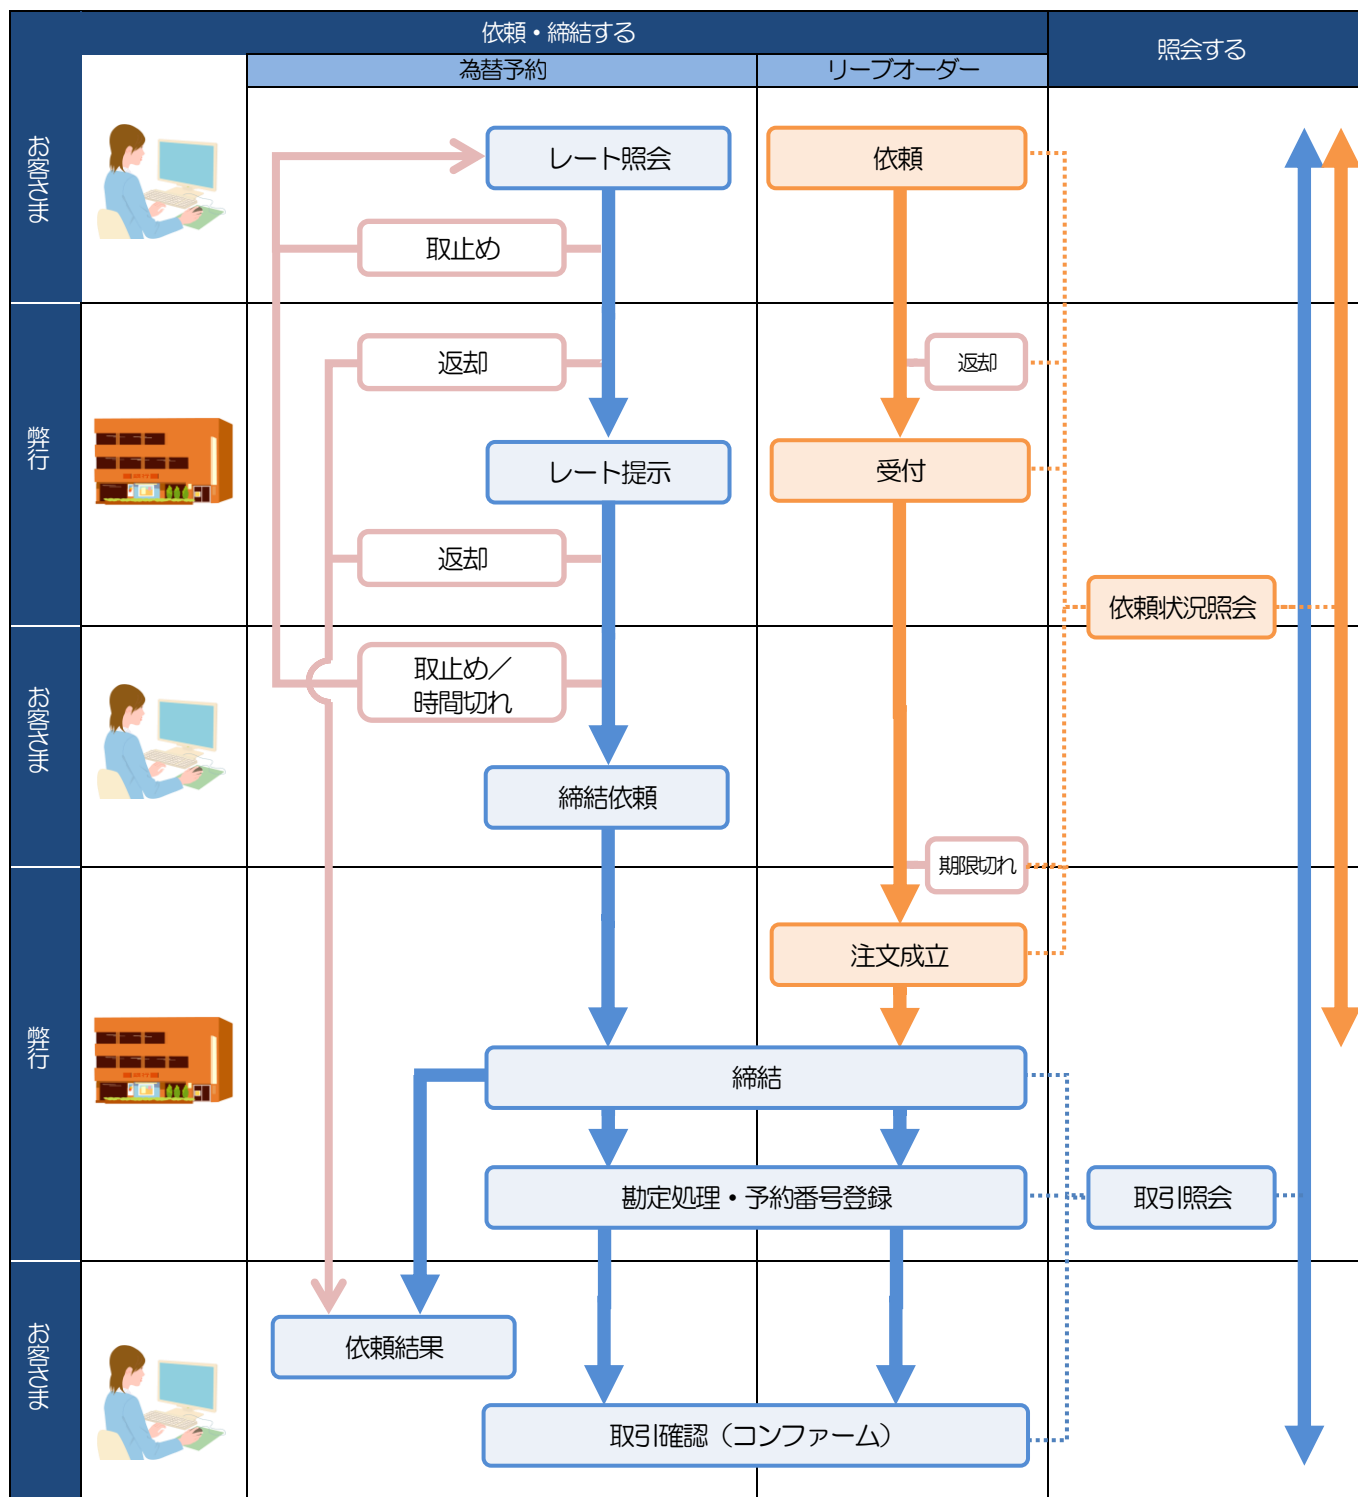 依頼・締結する
照会する
為替予約
リーブオーダー
お客さま
レート照会
依頼
取止め
弊行
返却
返却
レート提示
受付
返却
依頼状況照会
お客さま
取止め／
時間切れ
締結依頼
期限切れ
弊行
注文成立
締結
勘定処理・予約番号登録
取引照会
お客さま
依頼結果
取引確認（コンファーム）